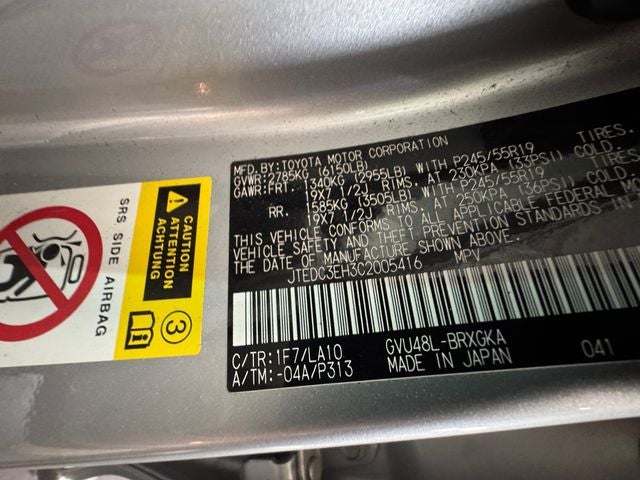 MFD.BY:TOYOTA MOTOR CORPORATION
GVWR:2785KG (6150LB)
GAWR:FRT. 1340KG (2955LB) WITH P245/55R19 TIRES,
19X7 1/2J RIMS, AT 230KPA (33PSI) COLD.
RR. 1585KG (3505LB) WITH P245/55R19 TIRES,
19X7 1/2J RIMS, AT 250KPA (36PSI) COLD.
THIS VEHICLE CONFORMS TO ALL APPLICABLE FEDERAL
VEHICLE SAFETY AND THEFT PREVENTION STANDARDS IN
DATE OF MANUFACTURE SHOWN ABOVE.
JTEDC3EH3C2005416 MPV
C/TR:1F7/LA10 GVU48L-BRXGKA
A/TM:-04A/P313 MADE IN JAPAN 041
SRS SIDE AIRBAG
CAUTION
ATTENTION
ACHTUNG
i
3